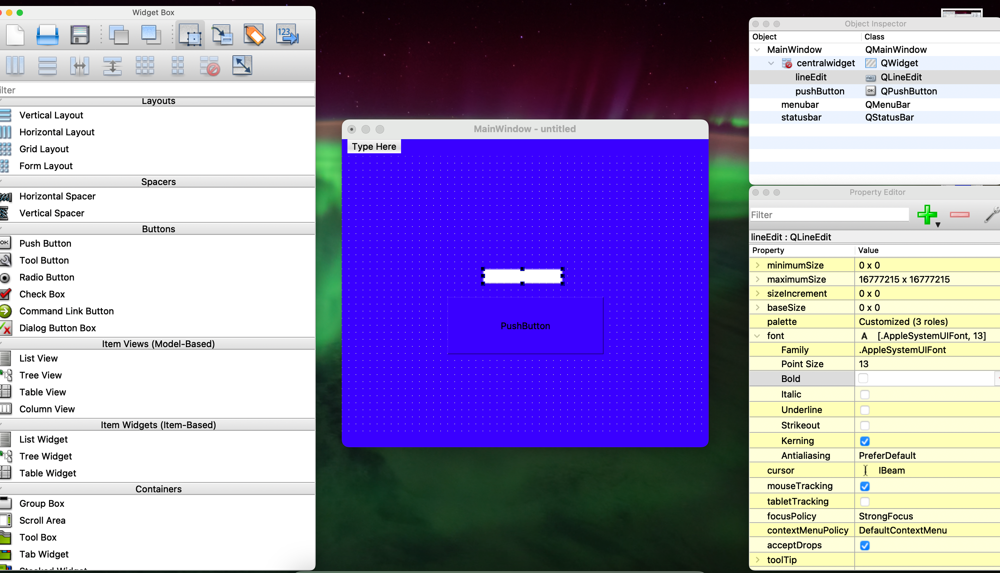 Widget Box
123
ilter
Layouts
Vertical Layout
Horizontal Layout
Grid Layout
Form Layout
Spacers
Horizontal Spacer
Vertical Spacer
Buttons
OK Push Button
Tool Button
Radio Button
Check Box
Command Link Button
Dialog Button Box
Item Views (Model-Based)
List View
Tree View
Table View
Column View
Item Widgets (Item-Based)
List Widget
Tree Widget
Table Widget
Containers
Group Box
Scroll Area
Tool Box
Tab Widget
Stacked Widget
MainWindow - untitled
Type Here
PushButton
Object Inspector
Object Class
MainWindow QMainWindow
centralwidget QWidget
lineEdit QLineEdit
pushButton OK QPushButton
menubar QMenuBar
statusbar QStatusBar
Property Editor
Filter
lineEdit : QLineEdit
Property Value
minimumSize 0 x 0
maximumSize 16777215 x 16777215
sizeIncrement 0 x 0
baseSize 0 x 0
palette Customized (3 roles)
font A [.AppleSystemUIFont, 13]
Family .AppleSystemUIFont
Point Size 13
Bold
Italic
Underline
Strikeout
Kerning
Antialiasing PreferDefault
cursor IBeam
mouseTracking
tabletTracking
focusPolicy StrongFocus
contextMenuPolicy DefaultContextMenu
acceptDrops
toolTip